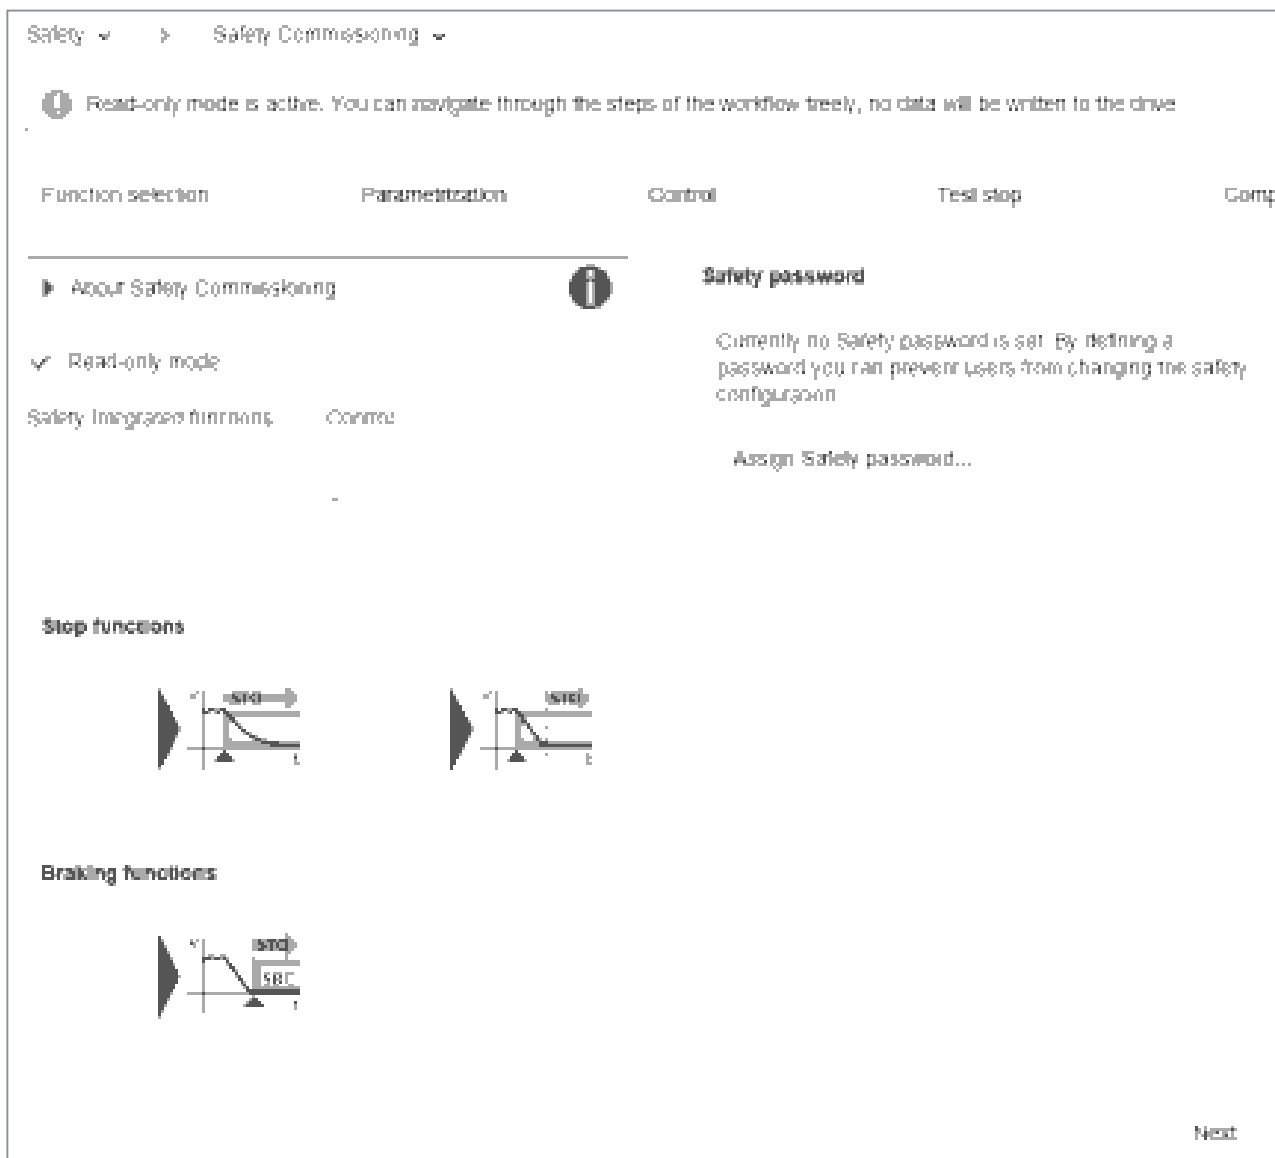 Safety > Safety Commissioning
Read-only mode is active. You can navigate through the steps of the workflow freely, no data will be written to the drive
Function selection Parametrization Control Test stop Comp
About Safety Commissioning
Safety password
Currently no Safety password is set. By defining a
password you can prevent users from changing the safety
configuration
Read-only mode
Safety Integrated functions Control
Assign Safety password...
Stop functions
v STO t
v STO t
Braking functions
v STO SBC t
Next